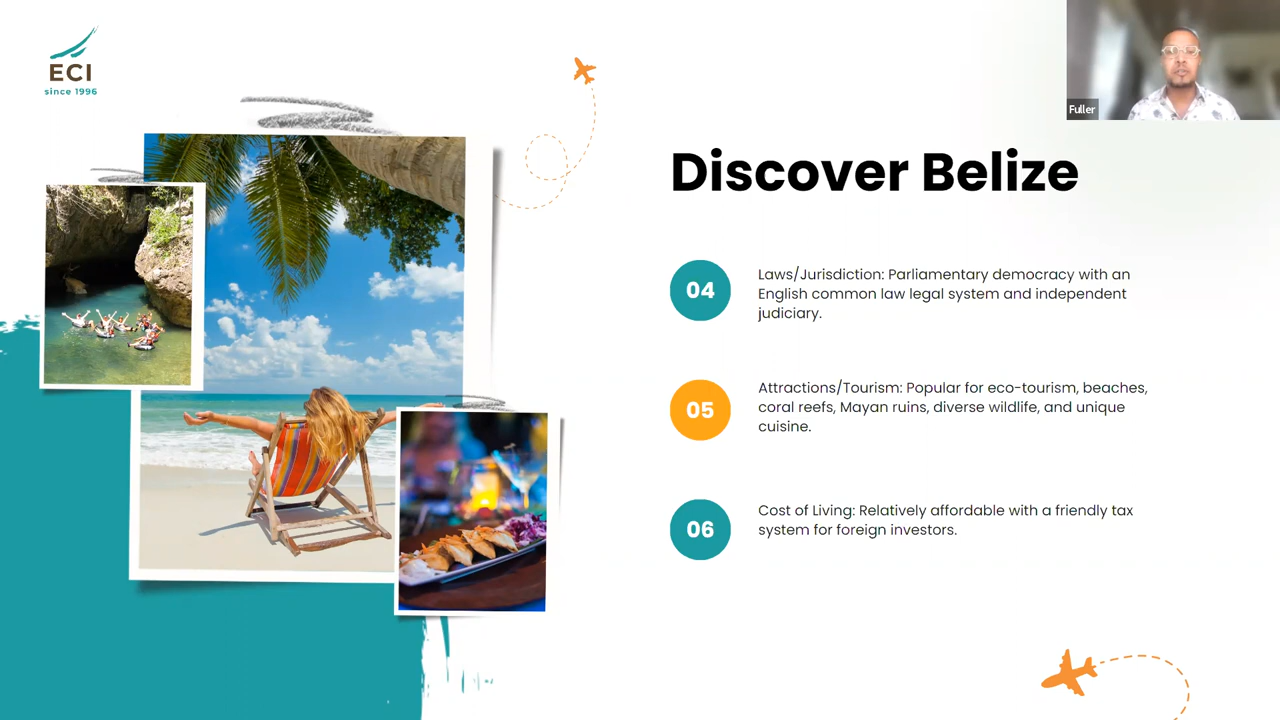 ECI
since 1996
Fuller
Discover Belize
04
Laws/Jurisdiction: Parliamentary democracy with an
English common law legal system and independent
judiciary.
05
Attractions/Tourism: Popular for eco-tourism, beaches,
coral reefs, Mayan ruins, diverse wildlife, and unique
cuisine.
06
Cost of Living: Relatively affordable with a friendly tax
system for foreign investors.